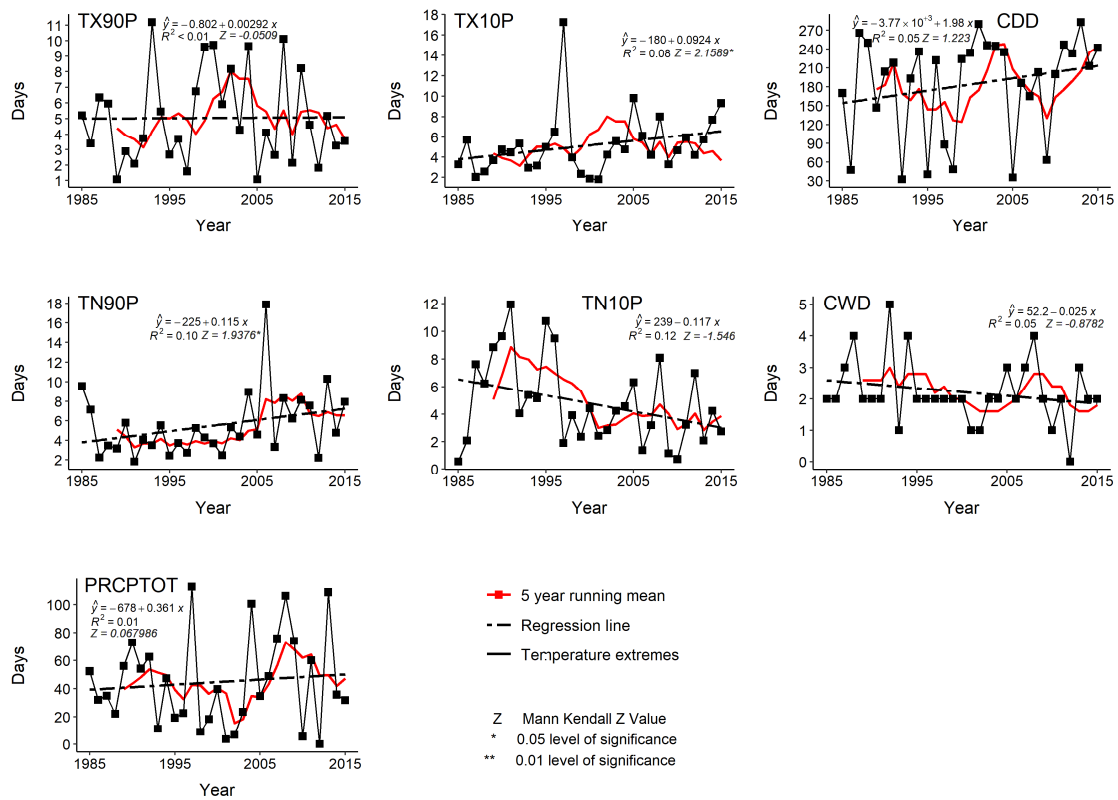 TX90P
ŷ = −0.802 + 0.00292 x
R² < 0.01 Z = -0.0509
11
10
9
8
7
6
5
4
3
2
1
Days
1985 1995 2005 2015
Year
TX10P
ŷ = −180 + 0.0924 x
R² = 0.08 Z = 2.1589*
18
16
14
12
10
8
6
4
2
Days
1985 1995 2005 2015
Year
CDD
ŷ = −3.77 × 10⁺³ + 1.98 x
R² = 0.05 Z = 1.223
270
240
210
180
150
120
90
60
30
Days
1985 1995 2005 2015
Year
TN90P
ŷ = −225 + 0.115 x
R² = 0.10 Z = 1.9376*
18
16
14
12
10
8
6
4
2
Days
1985 1995 2005 2015
Year
TN10P
ŷ = 239 − 0.117 x
R² = 0.12 Z = -1.546
12
10
8
6
4
2
0
Days
1985 1995 2005 2015
Year
CWD
ŷ = 52.2 − 0.025 x
R² = 0.05 Z = -0.8782
5
4
3
2
1
0
Days
1985 1995 2005 2015
Year
PRCPTOT
ŷ = −678 + 0.361 x
R² = 0.01
Z = 0.067986
100
80
60
40
20
0
Days
1985 1995 2005 2015
Year
5 year running mean
Regression line
Temperature extremes
Z Mann Kendall Z Value
* 0.05 level of significance
** 0.01 level of significance